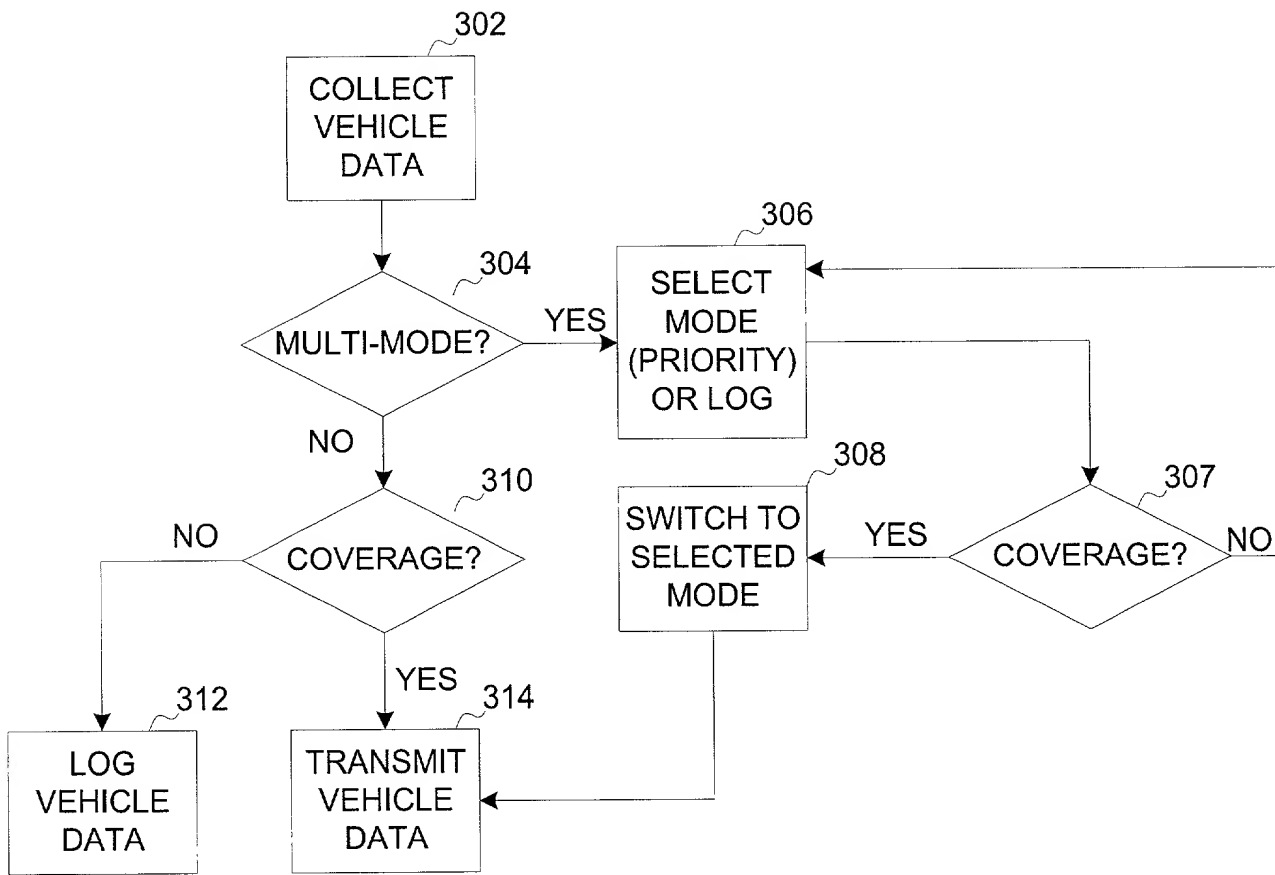 302
COLLECT
VEHICLE
DATA
304
MULTI-MODE?
YES
NO
306
SELECT
MODE
(PRIORITY)
OR LOG
307
COVERAGE?
YES
NO
308
SWITCH TO
SELECTED
MODE
310
COVERAGE?
NO
YES
312
LOG
VEHICLE
DATA
314
TRANSMIT
VEHICLE
DATA